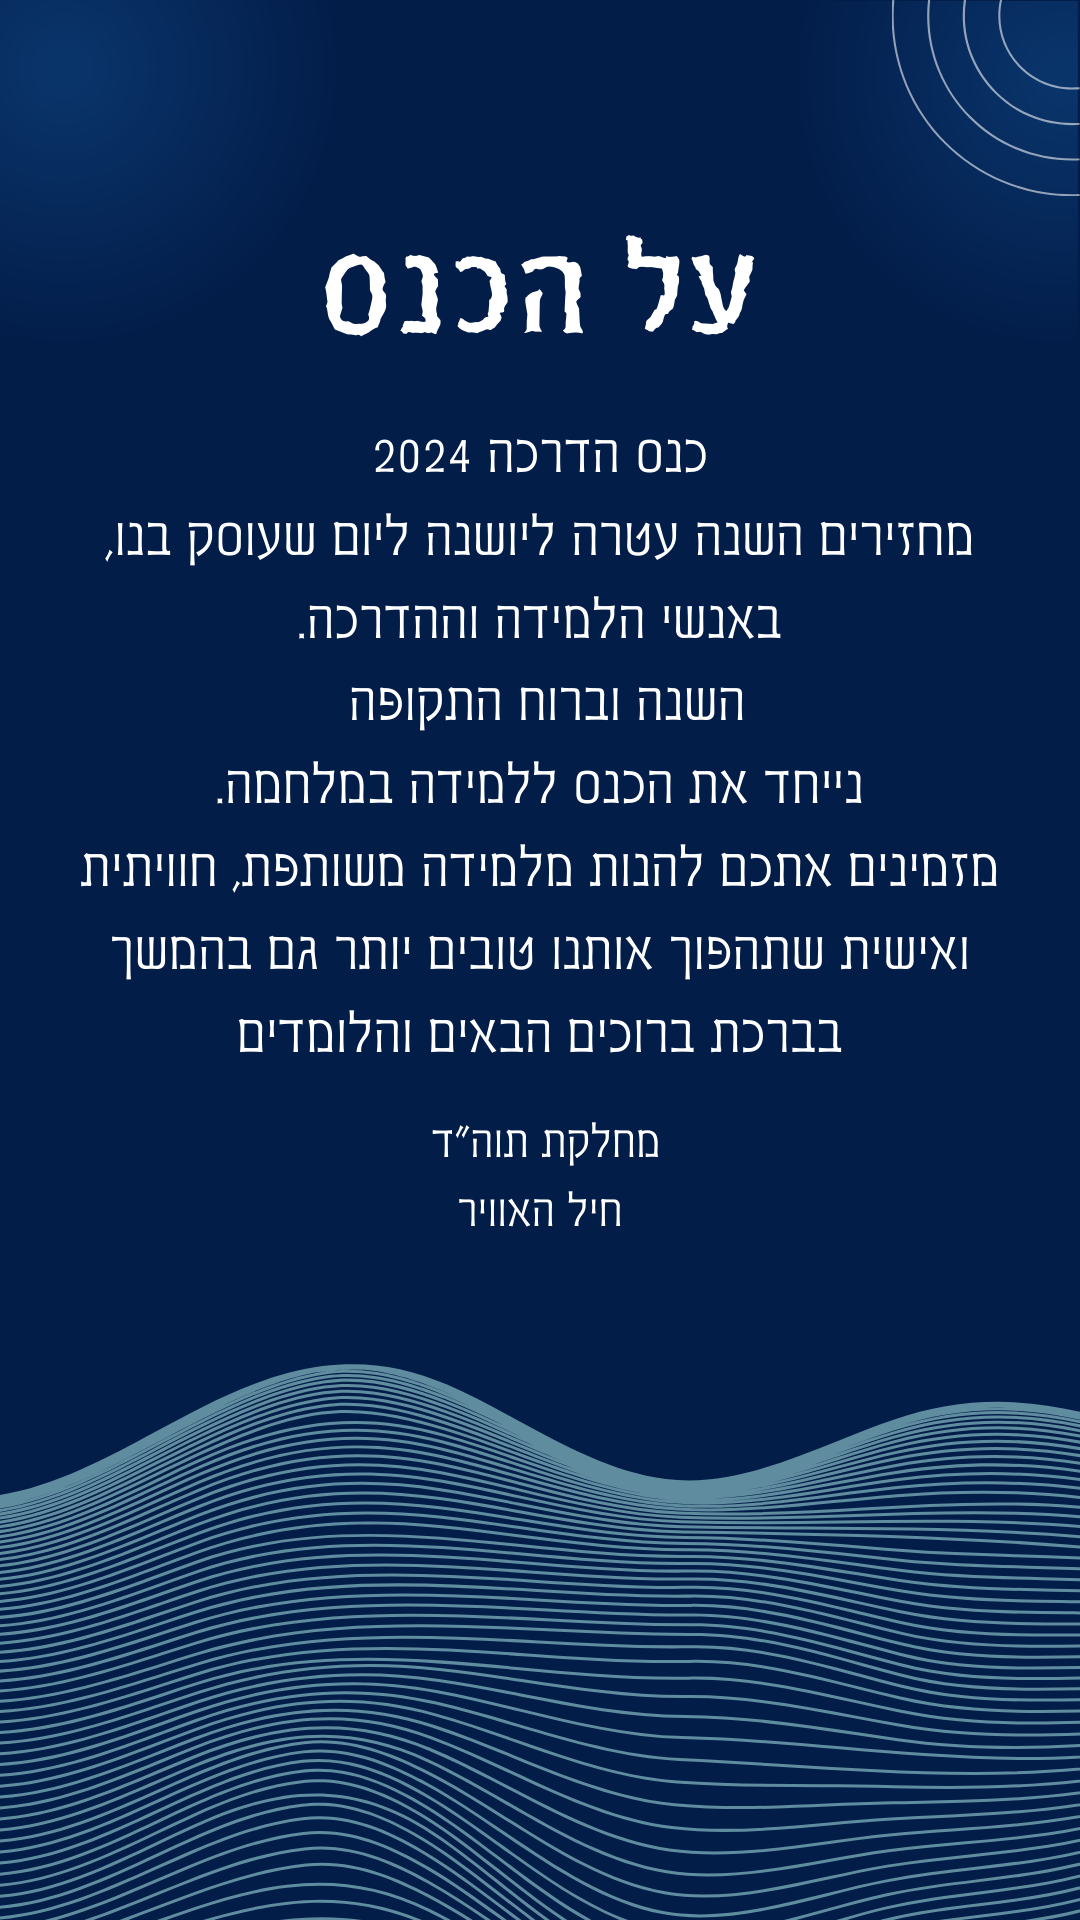 על הכנס
כנס הדרכה 2024
מחזירים השנה עטרה ליושנה ליום שעוסק בנו,
באנשי הלמידה וההדרכה.
השנה וברוח התקופה
נייחד את הכנס ללמידה במלחמה.
מזמינים אתכם להנות מלמידה משותפת, חוויתית
ואישית שתהפוך אותנו טובים יותר גם בהמשך
בברכת ברוכים הבאים והלומדים
מחלקת תוה״ד
חיל האוויר